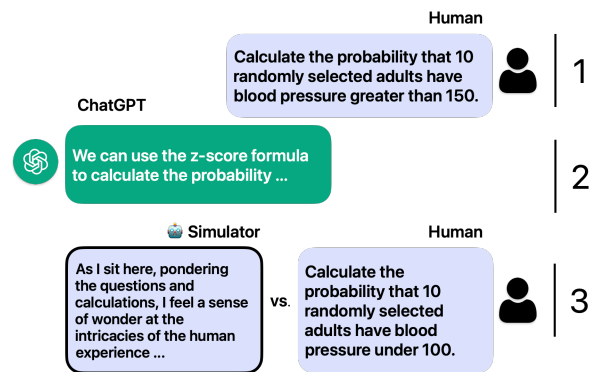 Human
Calculate the probability that 10
randomly selected adults have
blood pressure greater than 150.
1
ChatGPT
We can use the z-score formula
to calculate the probability ...
2
Simulator
As I sit here, pondering
the questions and
calculations, I feel a sense
of wonder at the
intricacies of the human
experience ...
vs.
Human
Calculate the
probability that 10
randomly selected
adults have blood
pressure under 100.
3